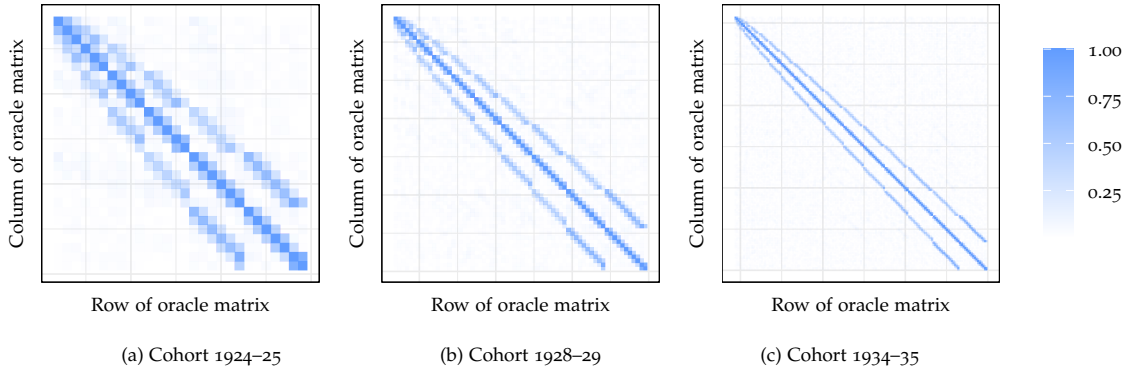 Column of oracle matrix
Row of oracle matrix
(a) Cohort 1924–25
Column of oracle matrix
Row of oracle matrix
(b) Cohort 1928–29
Column of oracle matrix
Row of oracle matrix
(c) Cohort 1934–35
1.00
0.75
0.50
0.25